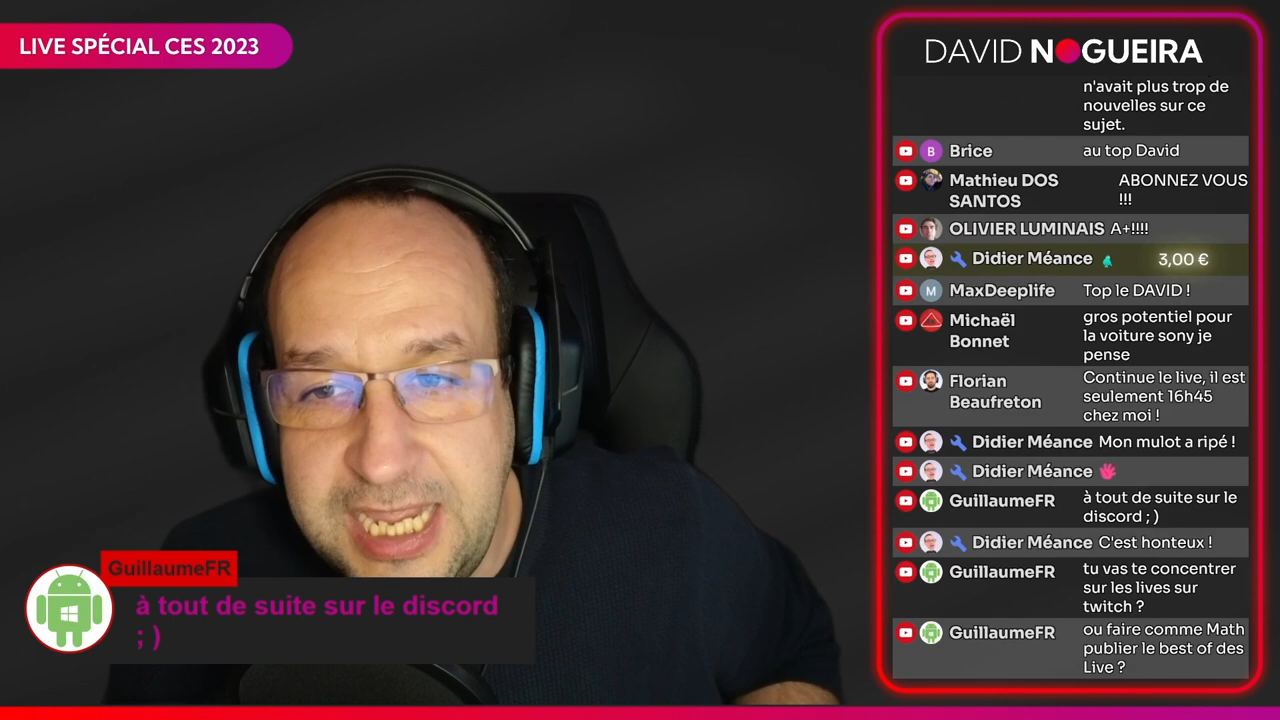 LIVE SPÉCIAL CES 2023
DAVID NOGUEIRA
n'avait plus trop de
nouvelles sur ce
sujet.
B Brice au top David
Mathieu DOS SANTOS ABONNEZ VOUS
!!!
OLIVIER LUMINAIS A+!!!!
Didier Méance 3,00 €
M MaxDeeplife Top le DAVID !
Michaël Bonnet gros potentiel pour
la voiture sony je
pense
Florian Beaufreton Continue le live, il est
seulement 16h45
chez moi !
Didier Méance Mon mulot a ripé !
Didier Méance
GuillaumeFR à tout de suite sur le
discord ; )
Didier Méance C'est honteux !
GuillaumeFR tu vas te concentrer
sur les lives sur
twitch ?
GuillaumeFR ou faire comme Math
publier le best of des
Live ?
GuillaumeFR
à tout de suite sur le discord
; )